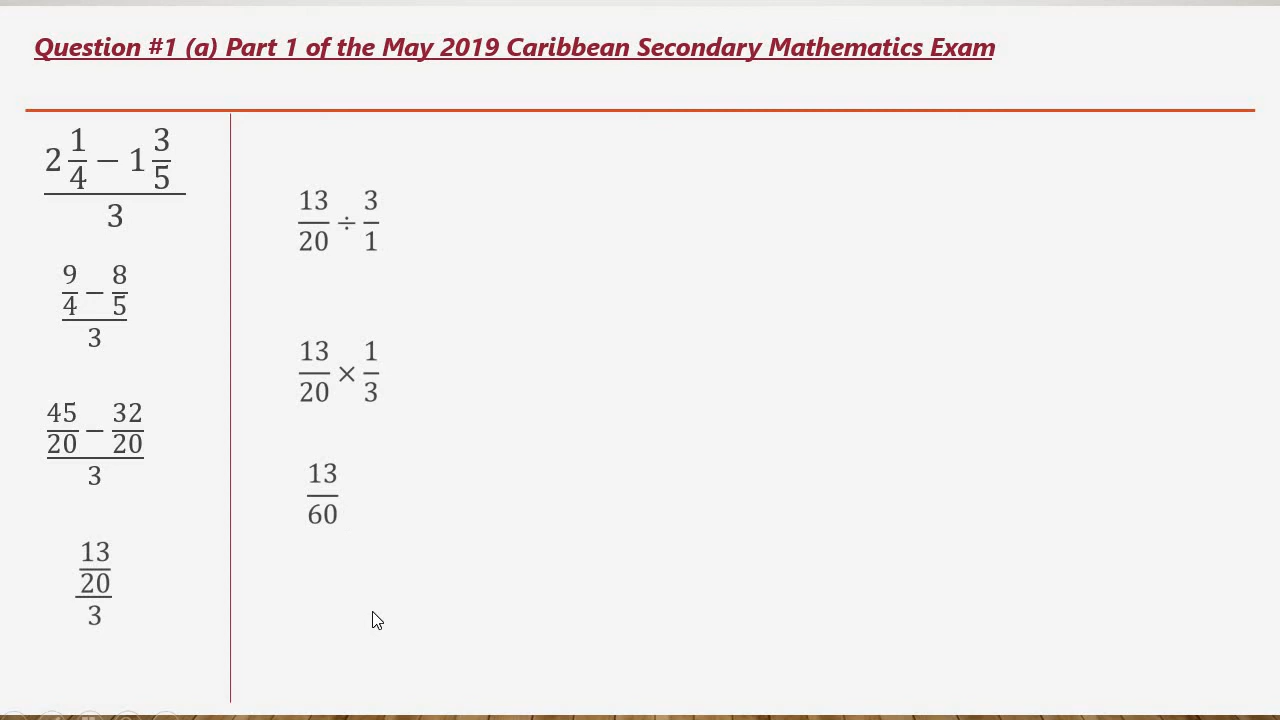 Question #1 (a) Part 1 of the May 2019 Caribbean Secondary Mathematics Exam
2 1/4 − 1 3/5
3
9/4 − 8/5
3
45/20 − 32/20
3
13/20
3
13/20 ÷ 3/1
13/20 × 1/3
13/60